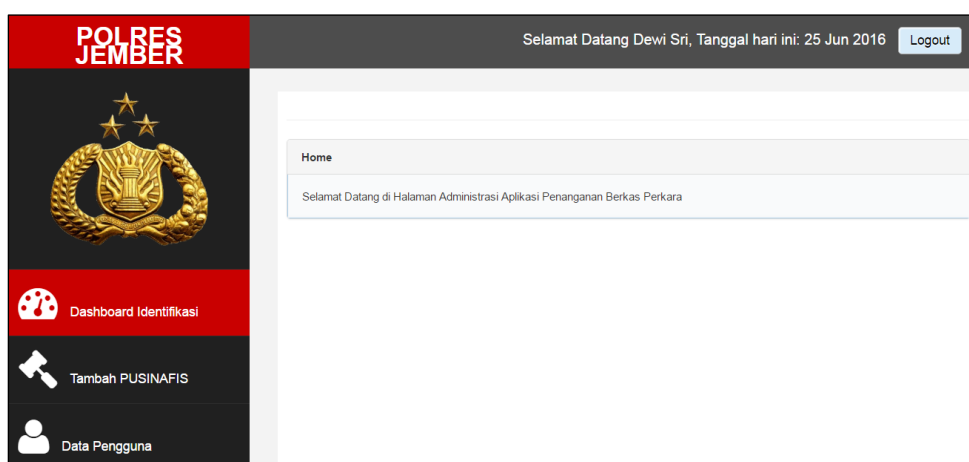 POLRES
JEMBER
Selamat Datang Dewi Sri, Tanggal hari ini: 25 Jun 2016
Logout
Home
Selamat Datang di Halaman Administrasi Aplikasi Penanganan Berkas Perkara
Dashboard Identifikasi
Tambah PUSINAFIS
Data Pengguna